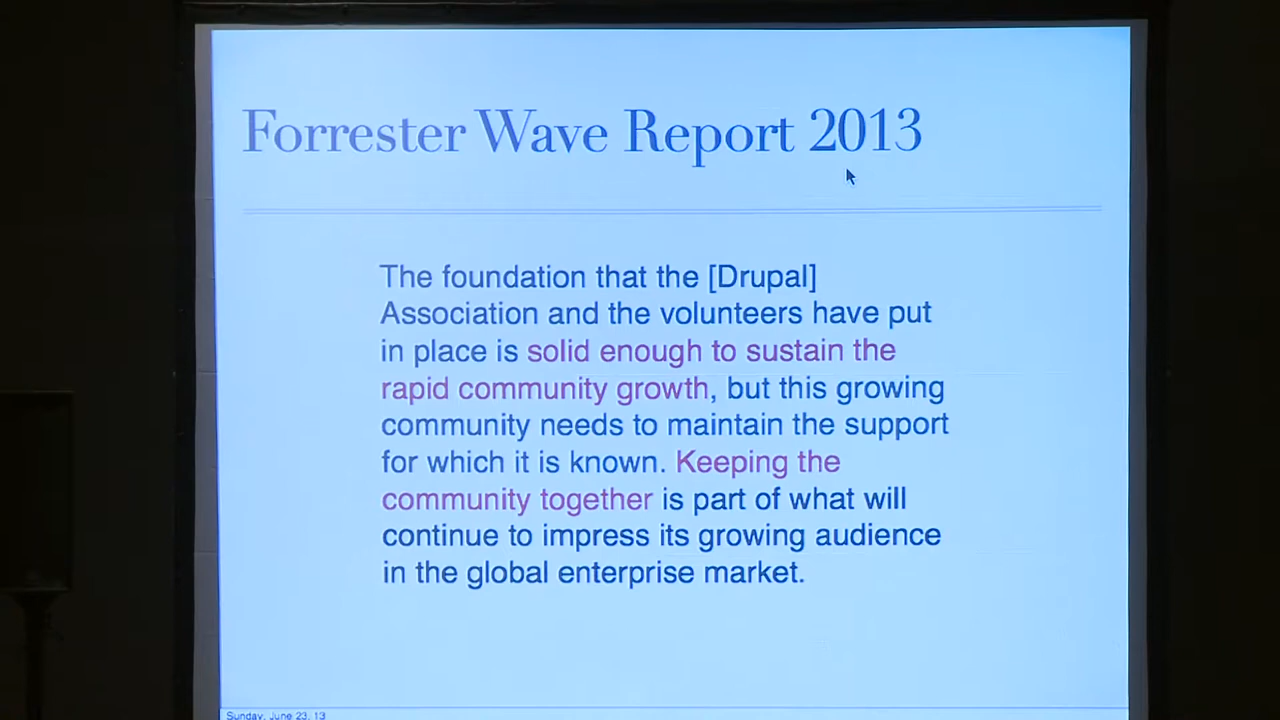 Forrester Wave Report 2013
The foundation that the [Drupal]
Association and the volunteers have put
in place is solid enough to sustain the
rapid community growth, but this growing
community needs to maintain the support
for which it is known. Keeping the
community together is part of what will
continue to impress its growing audience
in the global enterprise market.
Sunday, June 23, 13